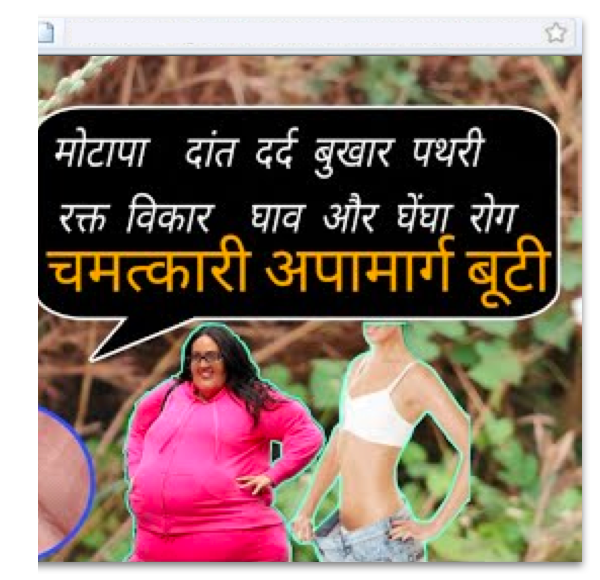 मोटापा दांत दर्द बुखार पथरी
रक्त विकार घाव और घेंघा रोग
चमत्कारी अपामार्ग बूटी